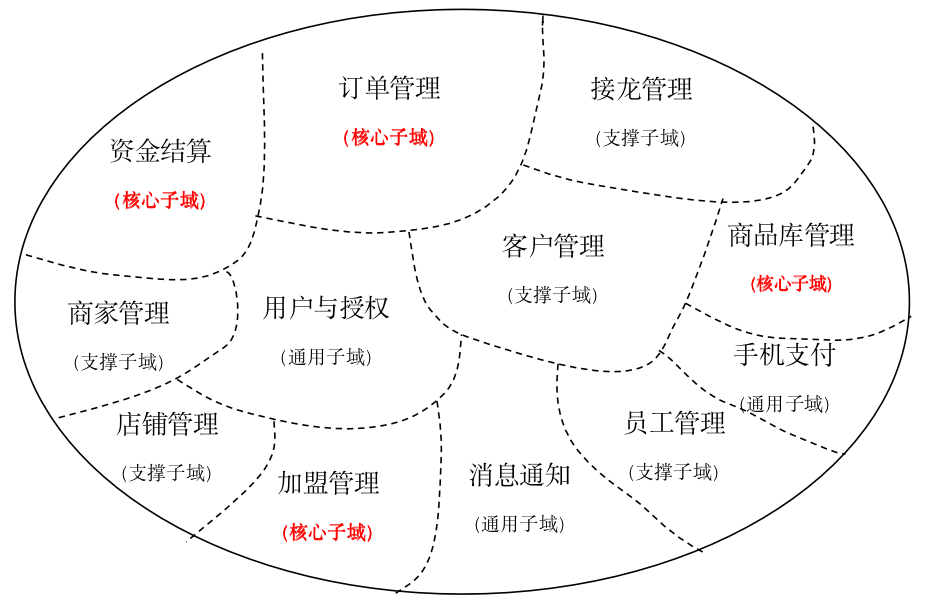 订单管理
(核心子域)
接龙管理
(支撑子域)
资金结算
(核心子域)
客户管理
(支撑子域)
商品库管理
(核心子域)
商家管理
(支撑子域)
用户与授权
(通用子域)
手机支付
(通用子域)
店铺管理
(支撑子域)
员工管理
(支撑子域)
加盟管理
(核心子域)
消息通知
(通用子域)